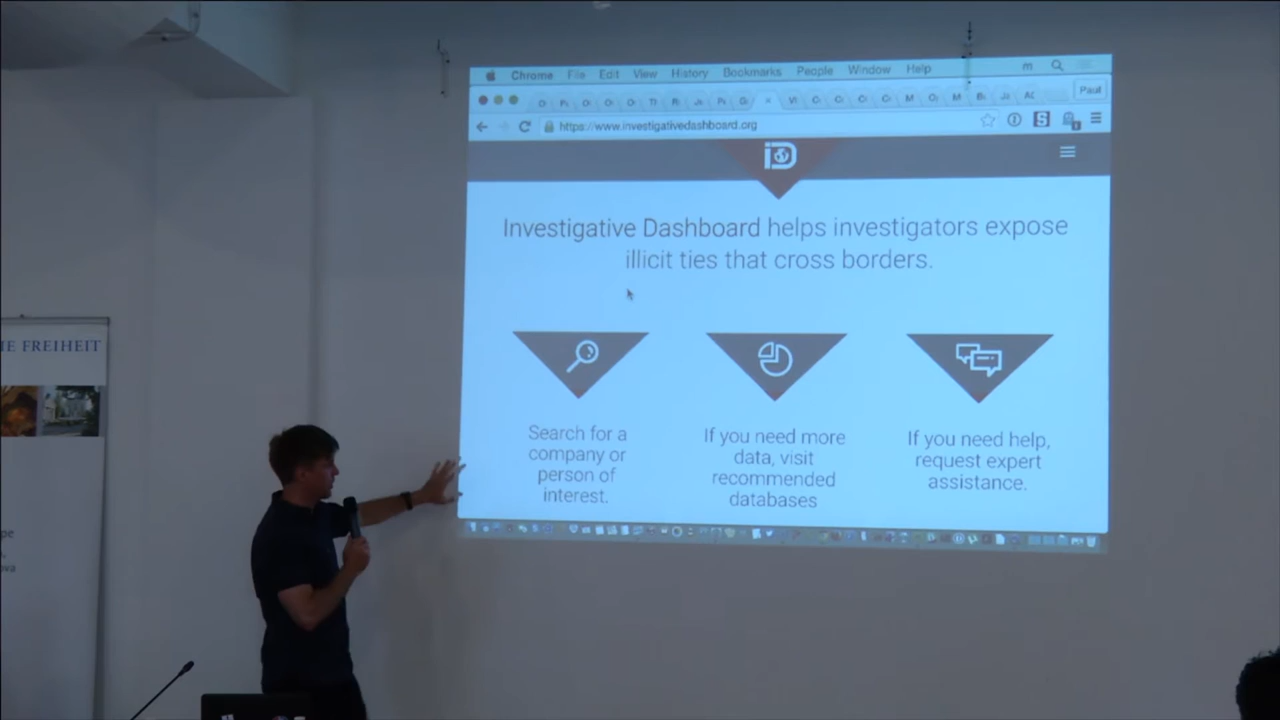 Chrome File Edit View History Bookmarks People Window Help
Paul
https://www.investigativedashboard.org
iD
Investigative Dashboard helps investigators expose
illicit ties that cross borders.
Search for a
company or
person of
interest.
If you need more
data, visit
recommended
databases
If you need help,
request expert
assistance.
FREIHEIT